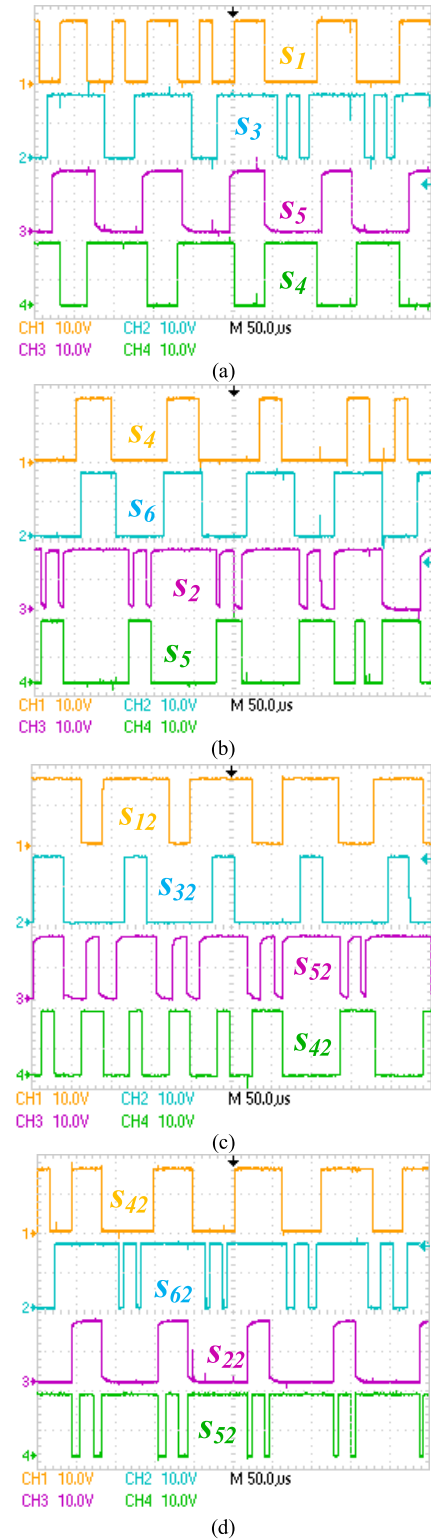 S1
S3
S5
S4
1
2
3
4
CH1 10.0V CH2 10.0V M 50.0µs
CH3 10.0V CH4 10.0V
(a)
S4
S6
S2
S5
1
2
3
4
CH1 10.0V CH2 10.0V M 50.0µs
CH3 10.0V CH4 10.0V
(b)
S12
S32
S52
S42
1
2
3
4
CH1 10.0V CH2 10.0V M 50.0µs
CH3 10.0V CH4 10.0V
(c)
S42
S62
S22
S52
1
2
3
4
CH1 10.0V CH2 10.0V M 50.0µs
CH3 10.0V CH4 10.0V
(d)